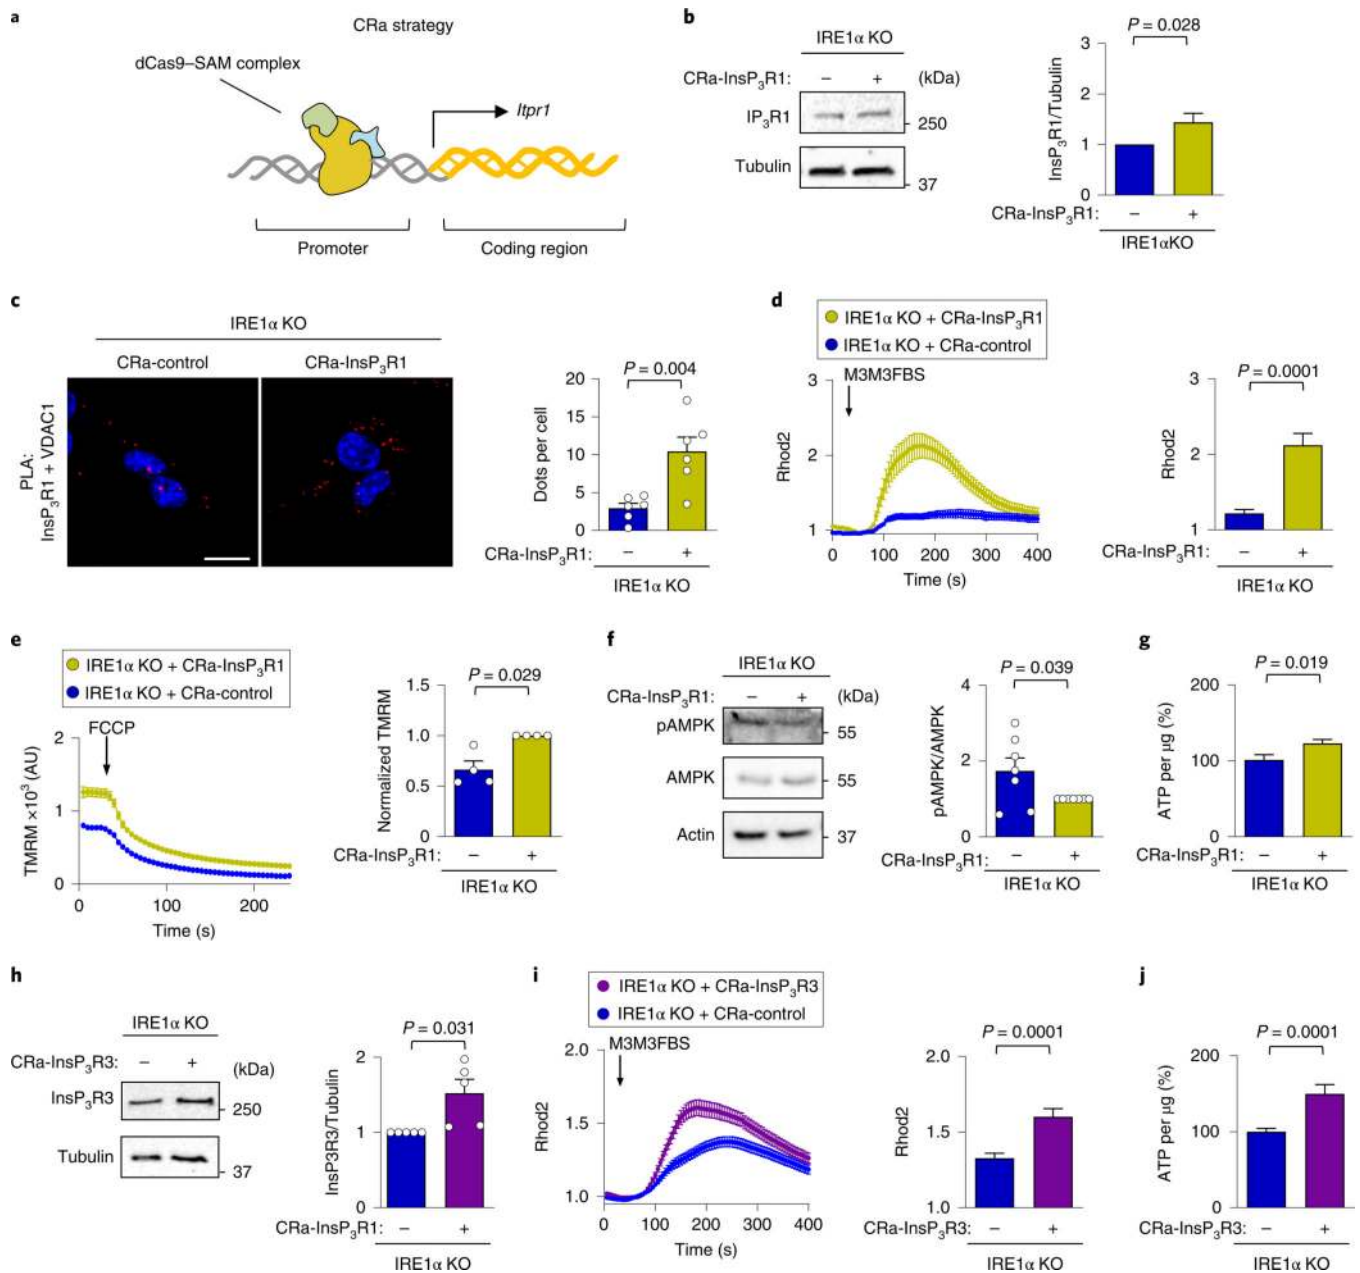 a
CRa strategy
dCas9–SAM complex
Itpr1
Promoter
Coding region
b
IRE1α KO
CRa-InsP3R1: – + (kDa)
IP3R1
250
Tubulin
37
P = 0.028
InsP3R1/Tubulin
3
2
1
0
CRa-InsP3R1: – +
IRE1αKO
c
IRE1α KO
CRa-control
CRa-InsP3R1
PLA:
InsP3R1 + VDAC1
P = 0.004
Dots per cell
20
15
10
5
0
CRa-InsP3R1: – +
IRE1α KO
d
IRE1α KO + CRa-InsP3R1
IRE1α KO + CRa-control
M3M3FBS
Rhod2
3
2
1
0 100 200 300 400
Time (s)
P = 0.0001
Rhod2
3
2
1
CRa-InsP3R1: – +
IRE1α KO
e
IRE1α KO + CRa-InsP3R1
IRE1α KO + CRa-control
FCCP
TMRM ×10³ (AU)
2
1
0
0 100 200
Time (s)
P = 0.029
Normalized TMRM
1.5
1.0
0.5
0
CRa-InsP3R1: – +
IRE1α KO
f
IRE1α KO
CRa-InsP3R1: – + (kDa)
pAMPK
55
AMPK
55
Actin
37
P = 0.039
pAMPK/AMPK
4
2
0
CRa-InsP3R1: – +
IRE1α KO
g
P = 0.019
ATP per µg (%)
200
100
0
CRa-InsP3R1: – +
IRE1α KO
h
IRE1α KO
CRa-InsP3R3: – + (kDa)
InsP3R3
250
Tubulin
37
P = 0.031
InsP3R3/Tubulin
2
1
0
CRa-InsP3R1: – +
IRE1α KO
i
IRE1α KO + CRa-InsP3R3
IRE1α KO + CRa-control
M3M3FBS
Rhod2
2.0
1.5
1.0
0 100 200 300 400
Time (s)
P = 0.0001
Rhod2
2.0
1.5
1.0
CRa-InsP3R3: – +
IRE1α KO
j
P = 0.0001
ATP per µg (%)
200
100
0
CRa-InsP3R3: – +
IRE1α KO